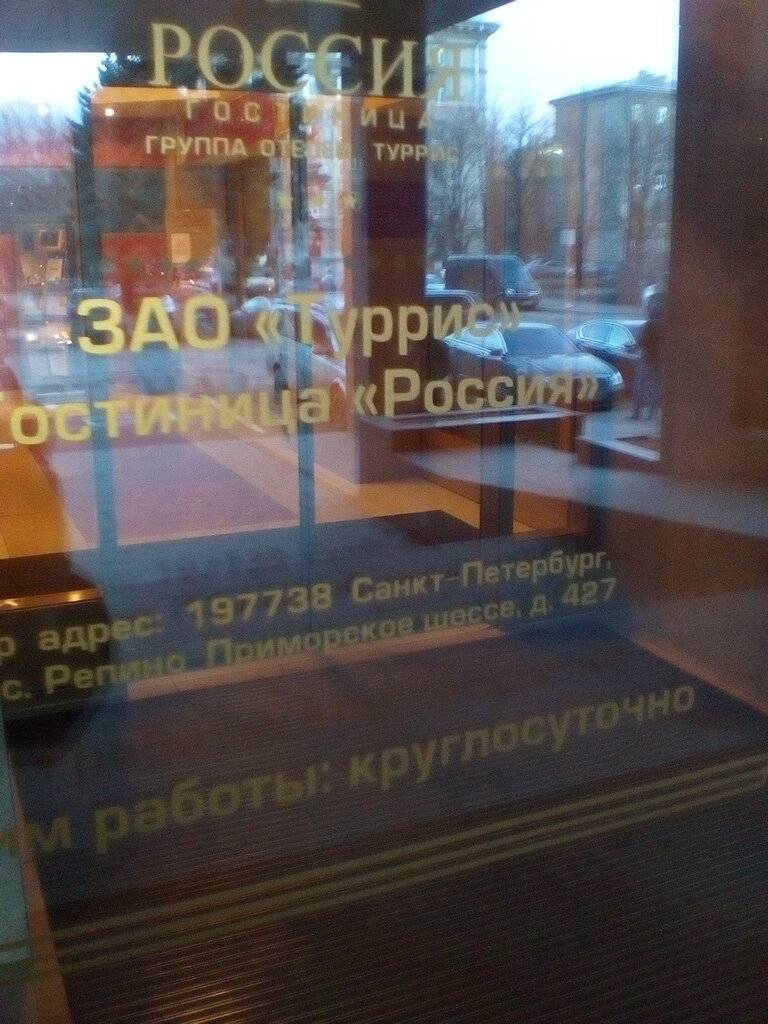 РОССИЯ
ГОСТИНИЦА
ГРУППА ОТЕЛЕЙ ТУРРИС
ЗАО «Туррис»
Гостиница «Россия»
р адрес: 197738 Санкт-Петербург,
с. Репино Приморское шоссе, д. 427
им работы: круглосуточно